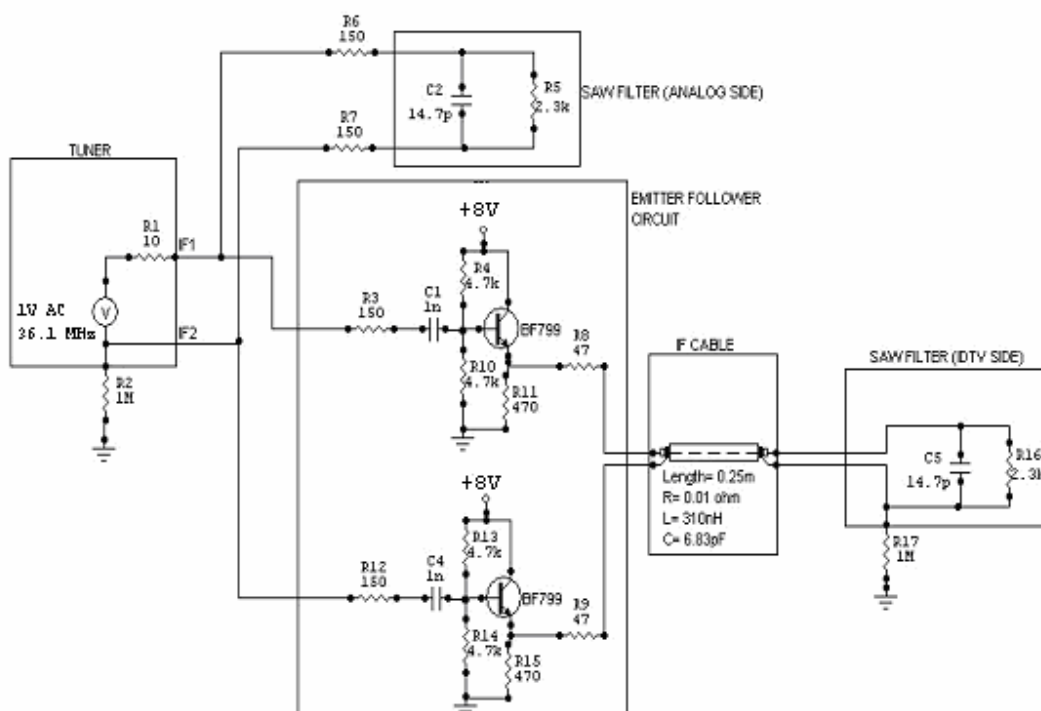 R6
150
C2
14.7p
R5
2.3k
SAW FILTER (ANALOG SIDE)
R7
150
TUNER
R1
10
IF1
1V AC
36.1 MHz
V
IF2
R2
1M
EMITTER FOLLOWER
CIRCUIT
+8V
R4
4.7k
R3
150
C1
1n
BF799
R10
4.7k
R11
470
R8
47
IF CABLE
Length= 0.25m
R= 0.01 ohm
L= 310nH
C= 6.83pF
SAW FILTER (IDTV SIDE)
C5
14.7p
R16
2.3k
R17
1M
+8V
R13
4.7k
R12
150
C4
1n
BF799
R14
4.7k
R15
470
R9
47